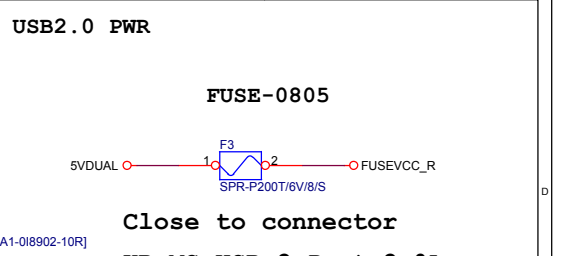 USB2.0 PWR
FUSE-0805
F3
5VDUAL 1 2 FUSEVCC_R
SPR-P200T/6V/8/S
D
Close to connector
A1-0I8902-10R]